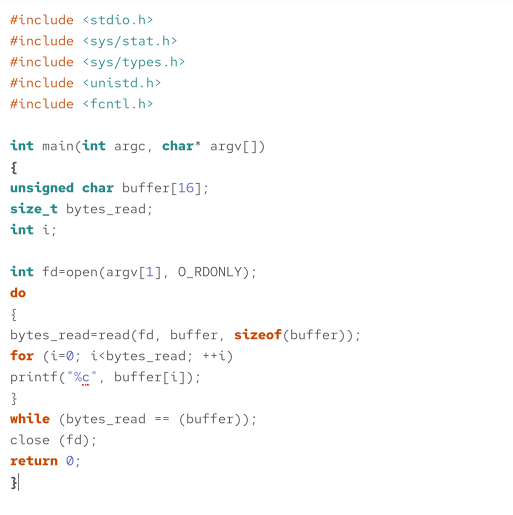 #include <stdio.h>
#include <sys/stat.h>
#include <sys/types.h>
#include <unistd.h>
#include <fcntl.h>
int main(int argc, char* argv[])
{
unsigned char buffer[16];
size_t bytes_read;
int i;
int fd=open(argv[1], O_RDONLY);
do
{
bytes_read=read(fd, buffer, sizeof(buffer));
for (i=0; i<bytes_read; ++i)
printf("%c", buffer[i]);
}
while (bytes_read == (buffer));
close (fd);
return 0;
}